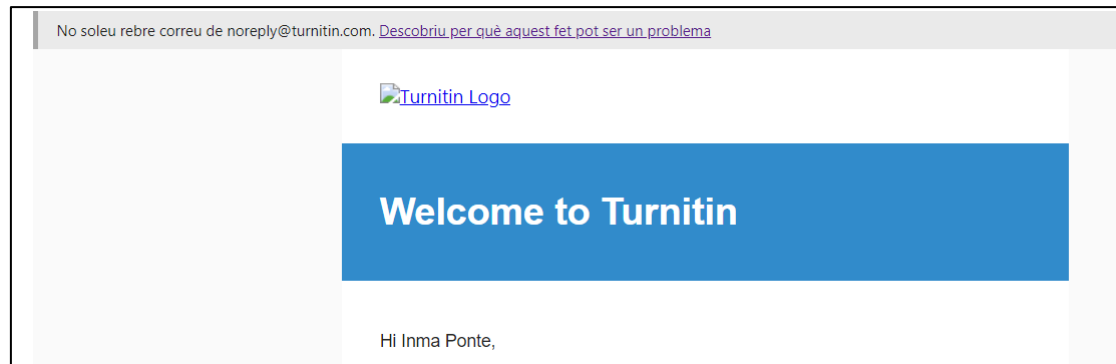 No soleu rebre correu de noreply@turnitin.com. Descobriu per què aquest fet pot ser un problema
Turnitin Logo
Welcome to Turnitin
Hi Inma Ponte,